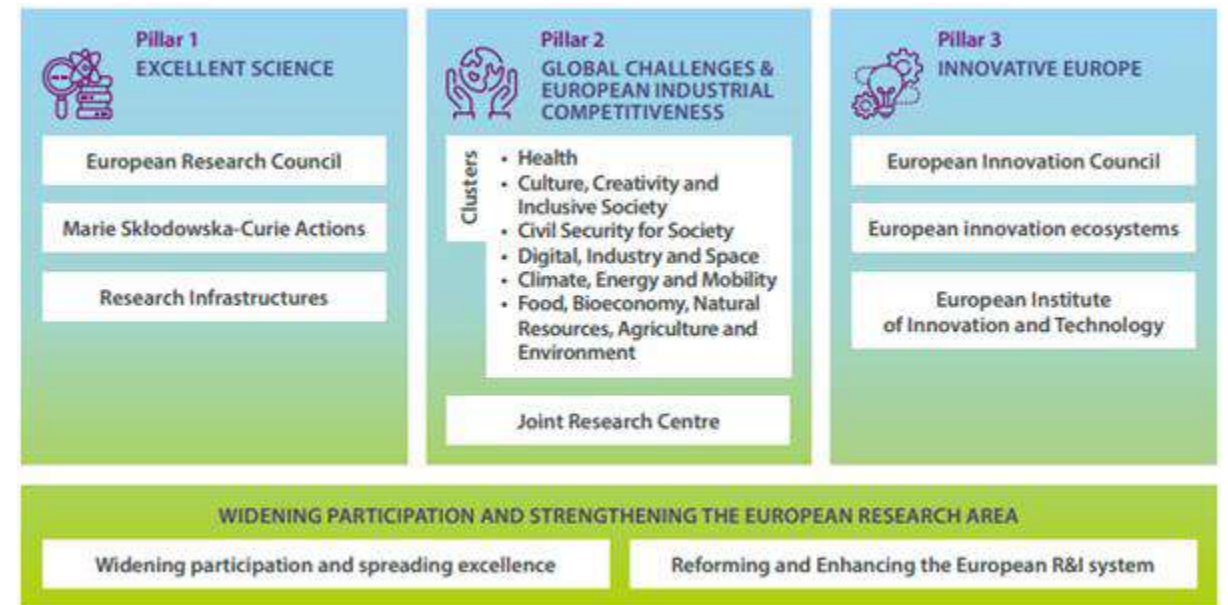 Pillar 1
EXCELLENT SCIENCE
European Research Council
Marie Skłodowska-Curie Actions
Research Infrastructures
Pillar 2
GLOBAL CHALLENGES &
EUROPEAN INDUSTRIAL
COMPETITIVENESS
Clusters
• Health
• Culture, Creativity and
Inclusive Society
• Civil Security for Society
• Digital, Industry and Space
• Climate, Energy and Mobility
• Food, Bioeconomy, Natural
Resources, Agriculture and
Environment
Joint Research Centre
Pillar 3
INNOVATIVE EUROPE
European Innovation Council
European innovation ecosystems
European Institute
of Innovation and Technology
WIDENING PARTICIPATION AND STRENGTHENING THE EUROPEAN RESEARCH AREA
Widening participation and spreading excellence
Reforming and Enhancing the European R&I system